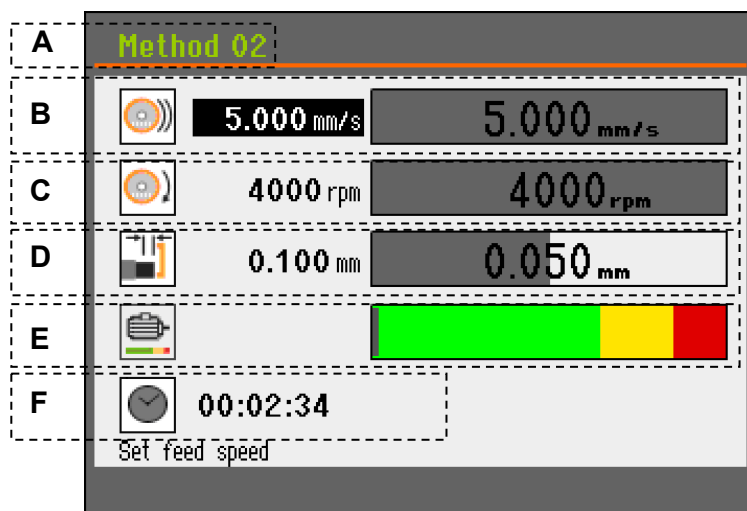 A Method 02
B 5.000 mm/s 5.000 mm/s
C 4000 rpm 4000 rpm
D 0.100 mm 0.050 mm
E
F 00:02:34
Set feed speed